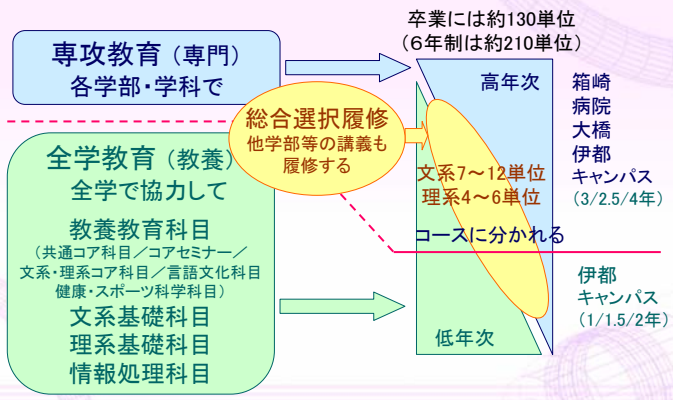 卒業には約130単位
(6年制は約210単位)
専攻教育(専門)
各学部・学科で
総合選択履修
他学部等の講義も
履修する
全学教育(教養)
全学で協力して
教養教育科目
(共通コア科目/コアセミナー/
文系・理系コア科目/言語文化科目
健康・スポーツ科学科目)
文系基礎科目
理系基礎科目
情報処理科目
高年次
文系7~12単位
理系4~6単位
コースに分かれる
低年次
箱崎
病院
大橋
伊都
キャンパス
(3/2.5/4年)
伊都
キャンパス
(1/1.5/2年)